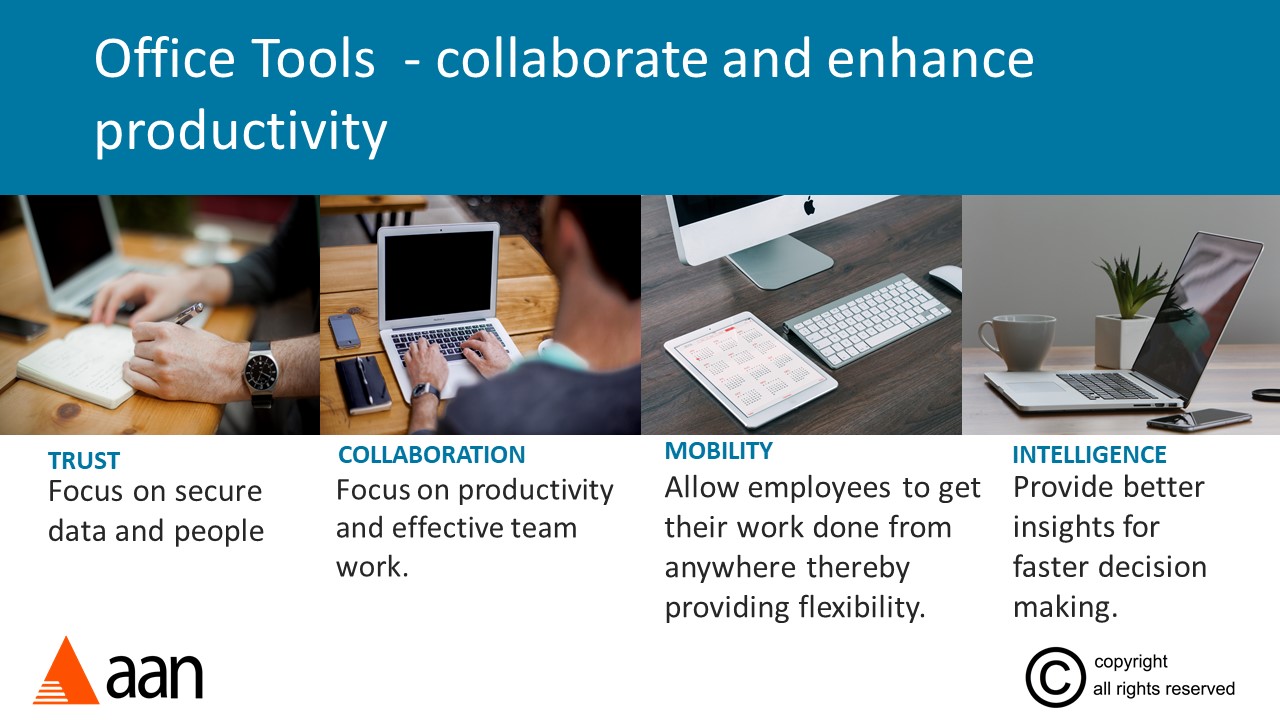 Office Tools - collaborate and enhance
productivity
TRUST
Focus on secure
data and people
COLLABORATION
Focus on productivity
and effective team
work.
MOBILITY
Allow employees to get
their work done from
anywhere thereby
providing flexibility.
INTELLIGENCE
Provide better
insights for
faster decision
making.
aan
© copyright
all rights reserved